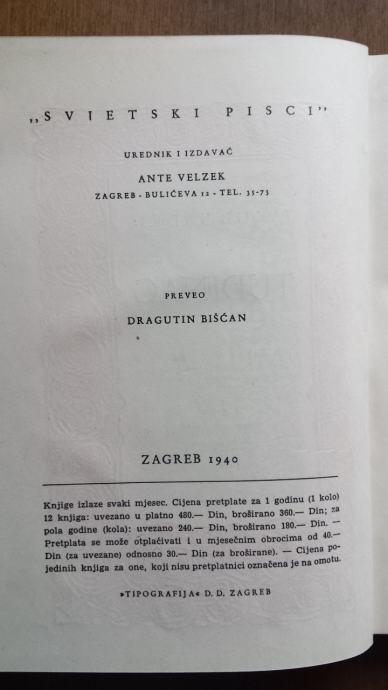 „SVJETSKI PISCI”
UREDNIK I IZDAVAČ
ANTE VELZEK
ZAGREB - BULIĆEVA 12 - TEL. 35-73
PREVEO
DRAGUTIN BIŠĆAN
ZAGREB 1940
Knjige izlaze svaki mjesec. Cijena pretplate za 1 godinu (1 kolo)
12 knjiga: uvezano u platno 480.— Din, broširano 360.— Din; za
pola godine (kola): uvezano 240.— Din, broširano 180.— Din. —
Pretplata se može otplaćivati i u mjesečnim obrocima od 40.—
Din (za uvezane) odnosno 30.— Din (za broširane). — Cijena po-
jedinih knjiga za one, koji nisu pretplatnici označena je na omotu.
»TIPOGRAFIJA« D. D. ZAGREB